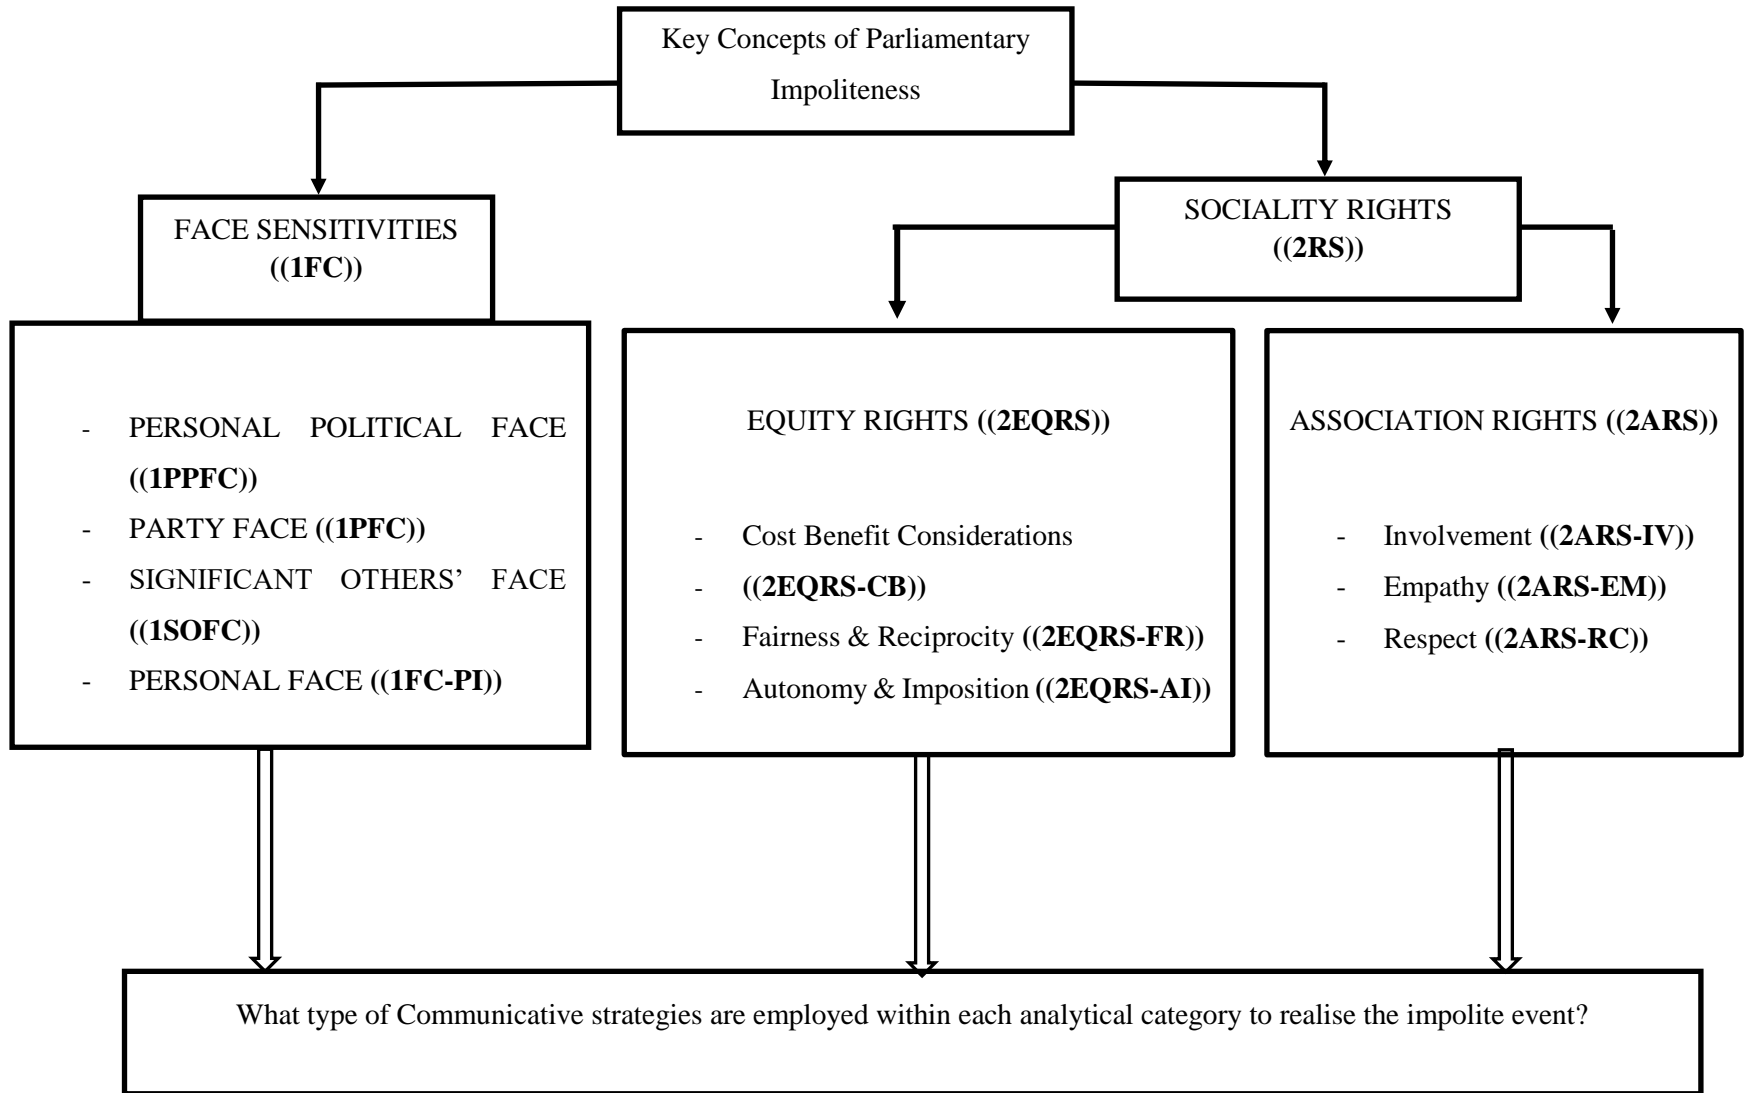 Key Concepts of Parliamentary
Impoliteness
FACE SENSITIVITIES
((1FC))
SOCIALITY RIGHTS
((2RS))
- PERSONAL POLITICAL FACE
((1PPFC))
- PARTY FACE ((1PFC))
- SIGNIFICANT OTHERS’ FACE
((1SOFC))
- PERSONAL FACE ((1FC-PI))
EQUITY RIGHTS ((2EQRS))
- Cost Benefit Considerations
- ((2EQRS-CB))
- Fairness & Reciprocity ((2EQRS-FR))
- Autonomy & Imposition ((2EQRS-AI))
ASSOCIATION RIGHTS ((2ARS))
- Involvement ((2ARS-IV))
- Empathy ((2ARS-EM))
- Respect ((2ARS-RC))
What type of Communicative strategies are employed within each analytical category to realise the impolite event?